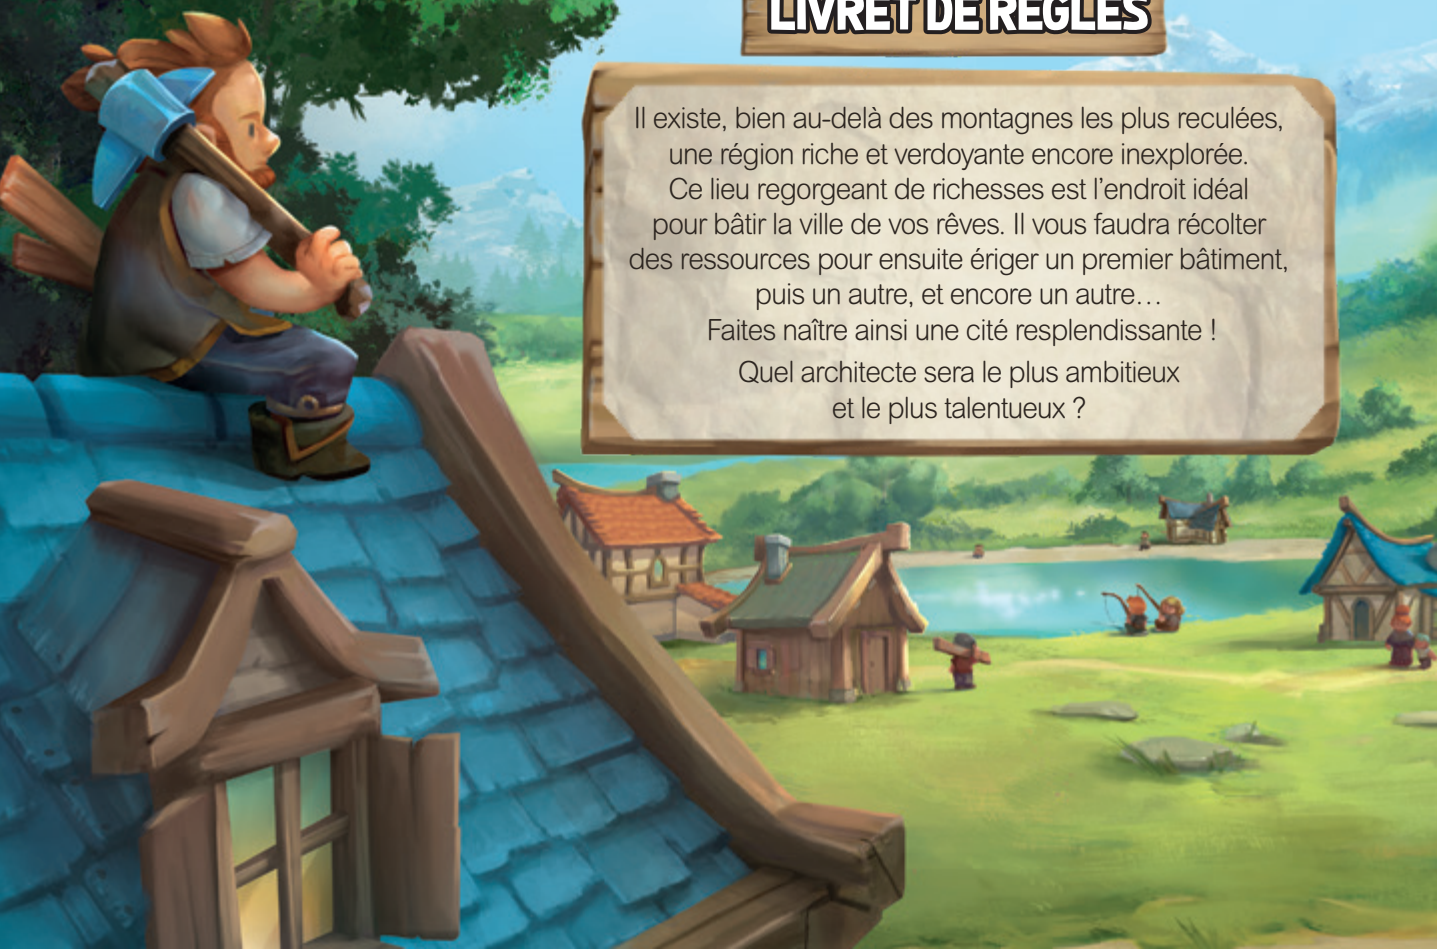 LIVRET DE RÈGLES
Il existe, bien au-delà des montagnes les plus reculées,
une région riche et verdoyante encore inexplorée.
Ce lieu regorgeant de richesses est l’endroit idéal
pour bâtir la ville de vos rêves. Il vous faudra récolter
des ressources pour ensuite ériger un premier bâtiment,
puis un autre, et encore un autre…
Faites naître ainsi une cité resplendissante !
Quel architecte sera le plus ambitieux
et le plus talentueux ?